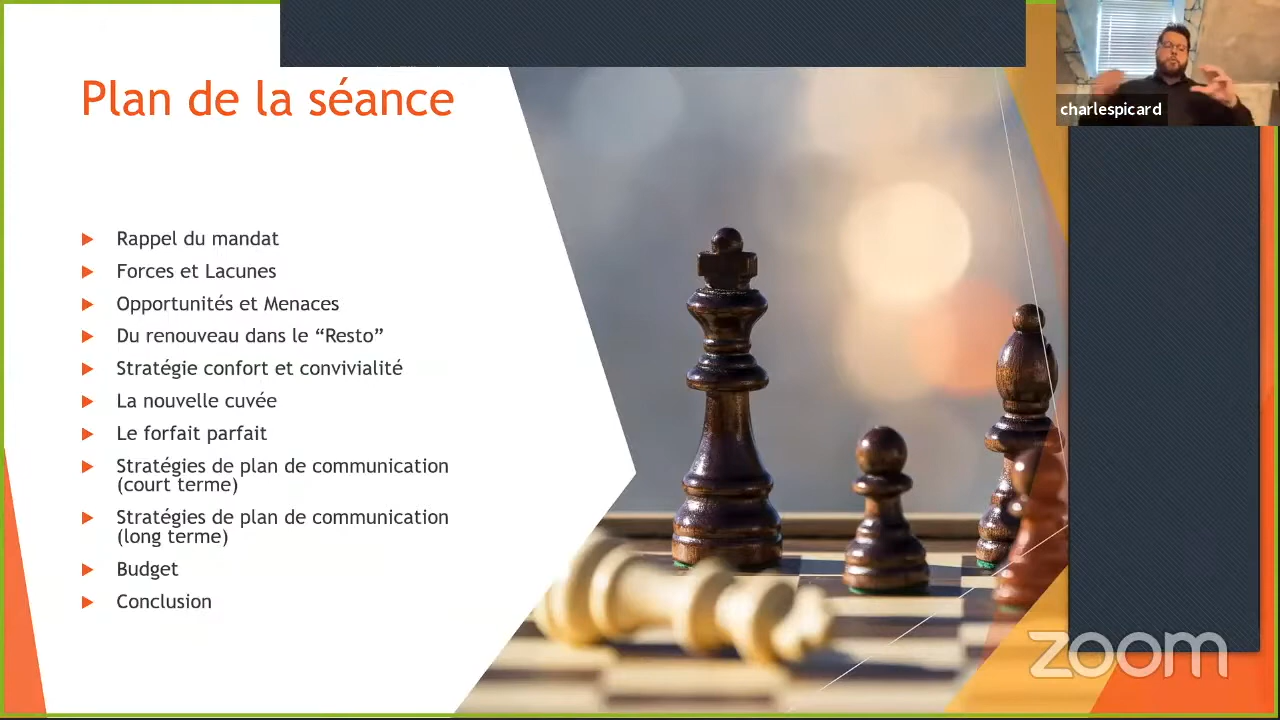 Plan de la séance
charlespicard
Rappel du mandat
Forces et Lacunes
Opportunités et Menaces
Du renouveau dans le “Resto”
Stratégie confort et convivialité
La nouvelle cuvée
Le forfait parfait
Stratégies de plan de communication
(court terme)
Stratégies de plan de communication
(long terme)
Budget
Conclusion
zoom